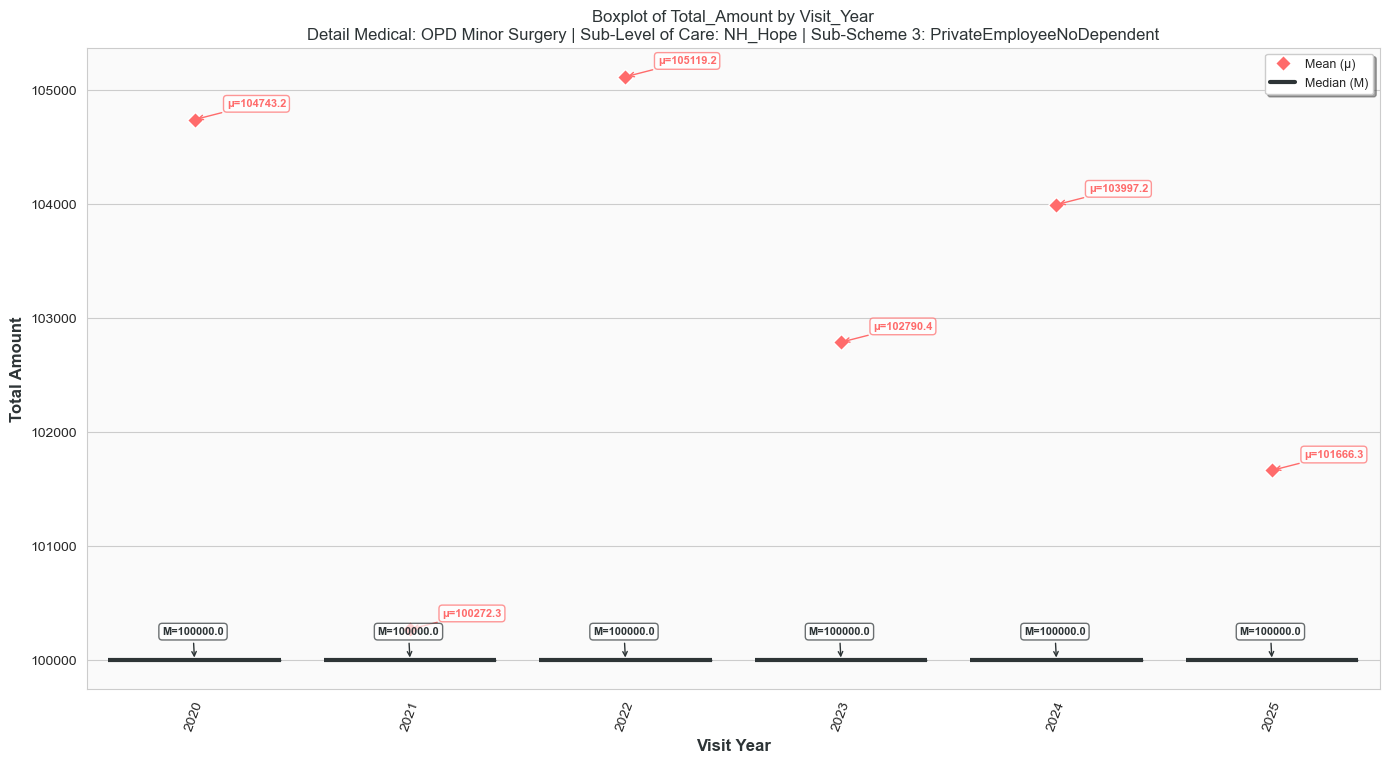 Boxplot of Total_Amount by Visit_Year
Detail Medical: OPD Minor Surgery | Sub-Level of Care: NH_Hope | Sub-Scheme 3: PrivateEmployeeNoDependent
Mean (μ)
Median (M)
μ=104743.2
μ=100272.3
μ=105119.2
μ=102790.4
μ=103997.2
μ=101666.3
M=100000.0
M=100000.0
M=100000.0
M=100000.0
M=100000.0
M=100000.0
Total Amount
105000
104000
103000
102000
101000
100000
2020
2021
2022
2023
2024
2025
Visit Year